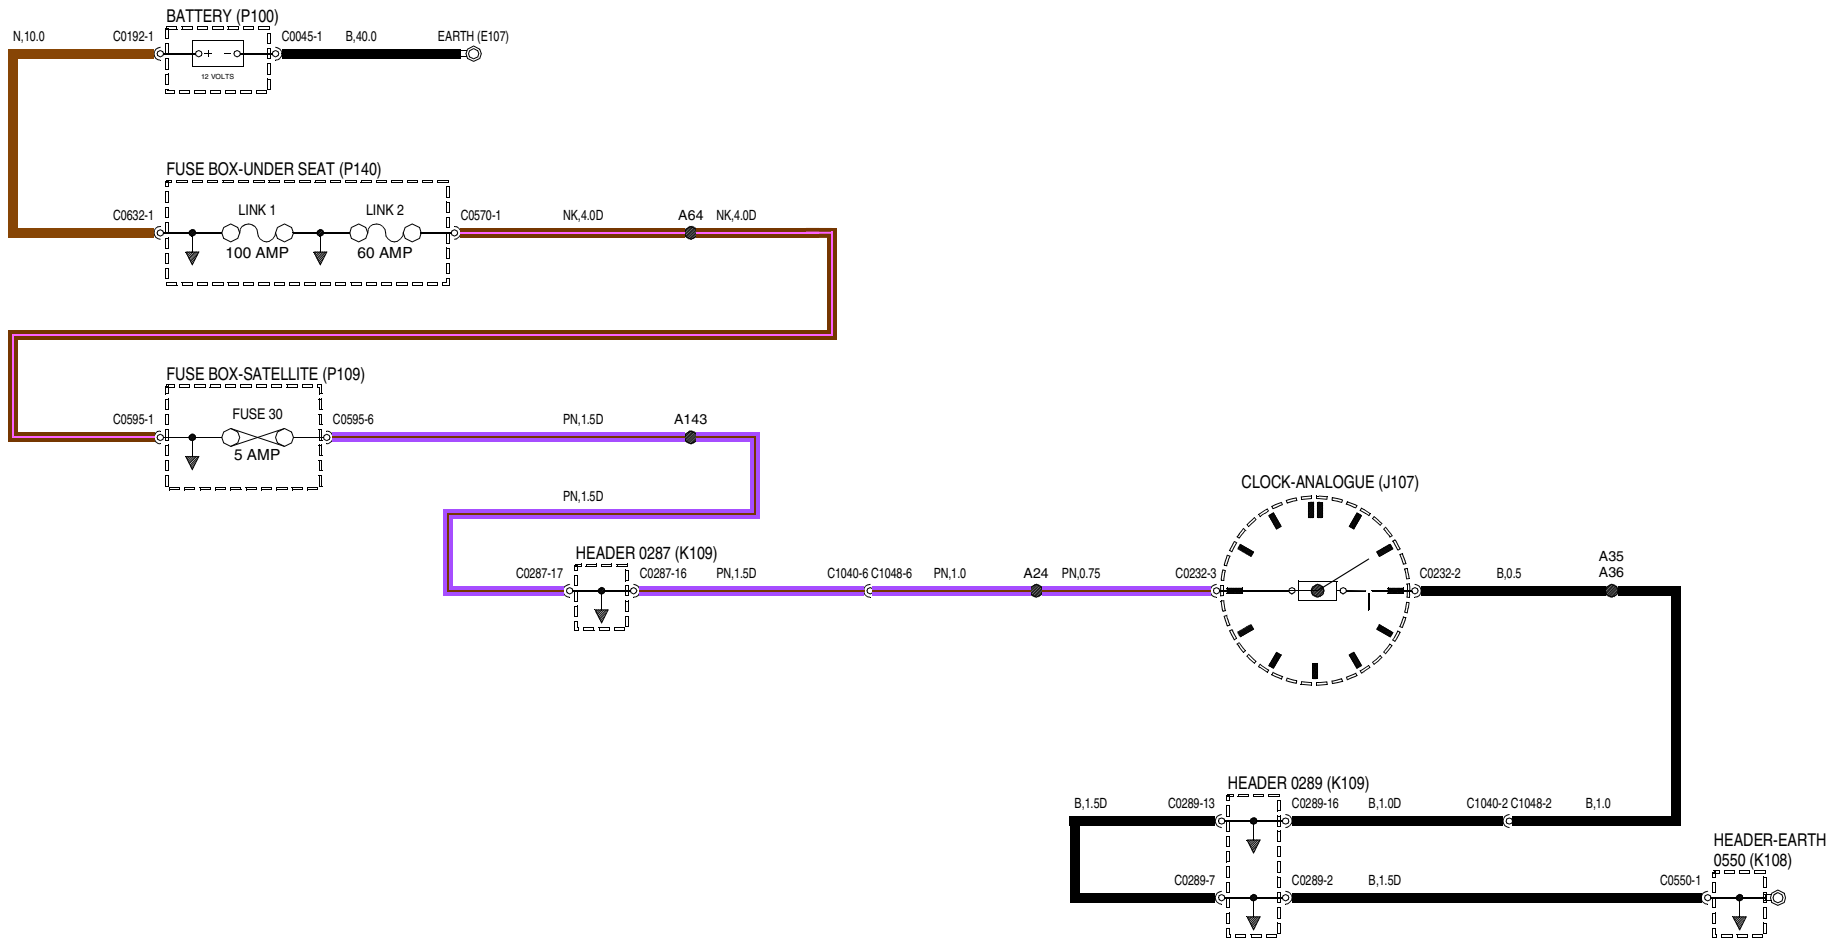 BATTERY (P100)
N,10.0
C0192-1
C0045-1
B,40.0
EARTH (E107)
+ −
12 VOLTS
FUSE BOX-UNDER SEAT (P140)
C0632-1
LINK 1
LINK 2
C0570-1
NK,4.0D
A64
NK,4.0D
100 AMP
60 AMP
FUSE BOX-SATELLITE (P109)
C0595-1
FUSE 30
C0595-6
PN,1.5D
A143
5 AMP
PN,1.5D
CLOCK-ANALOGUE (J107)
HEADER 0287 (K109)
C0287-17
C0287-16
PN,1.5D
C1040-6 C1048-6
PN,1.0
A24
PN,0.75
C0232-3
C0232-2
B,0.5
A35
A36
HEADER 0289 (K109)
B,1.5D
C0289-13
C0289-16
B,1.0D
C1040-2 C1048-2
B,1.0
HEADER-EARTH
0550 (K108)
C0289-7
C0289-2
B,1.5D
C0550-1